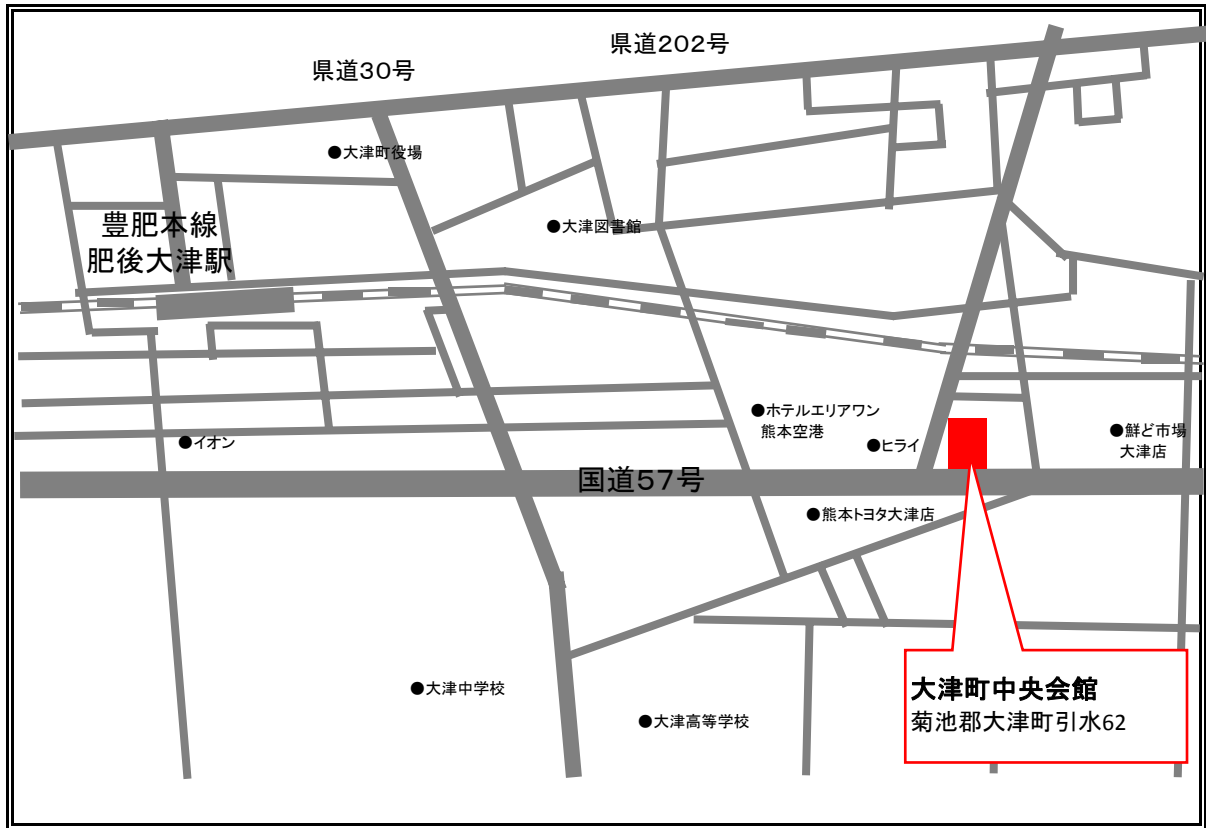 県道202号
県道30号
●大津町役場
豊肥本線
肥後大津駅
●大津図書館
●ホテルエリアワン
熊本空港
●ヒライ
●鮮ど市場
大津店
●イオン
国道57号
●熊本トヨタ大津店
●大津中学校
●大津高等学校
大津町中央会館
菊池郡大津町引水62